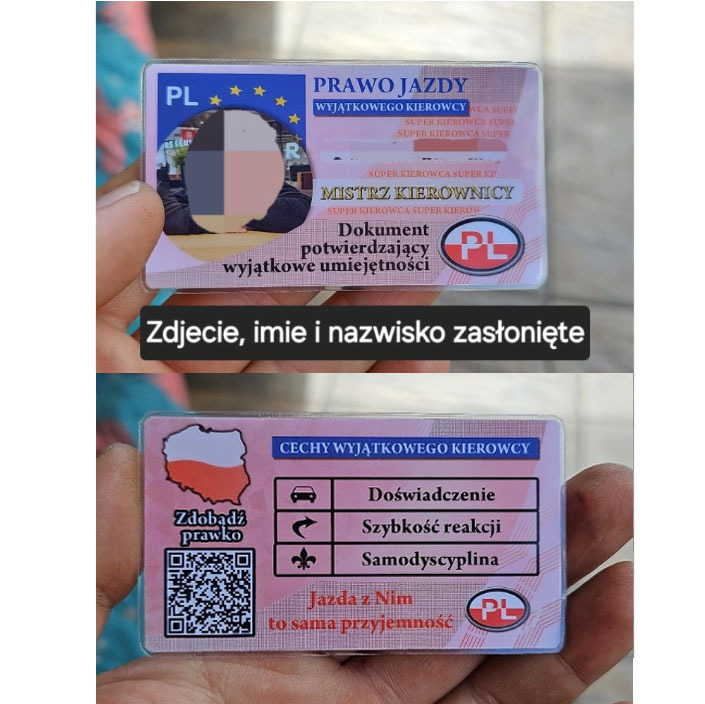 PL
PRAWO JAZDY
WYJĄTKOWEGO KIEROWCY
SUPER KIEROWCA SUPER
SUPER KIEROWCA SUPER
SUPER KIEROWCA SUPER
MISTRZ KIEROWNICY
SUPER KIEROWCA SUPER KIEROW
Dokument
potwierdzający
wyjątkowe umiejętności
PL
Zdjecie, imie i nazwisko zasłonięte
CECHY WYJĄTKOWEGO KIEROWCY
Doświadczenie
Szybkość reakcji
Samodyscyplina
Zdobądź
prawko
Jazda z Nim
to sama przyjemność
PL